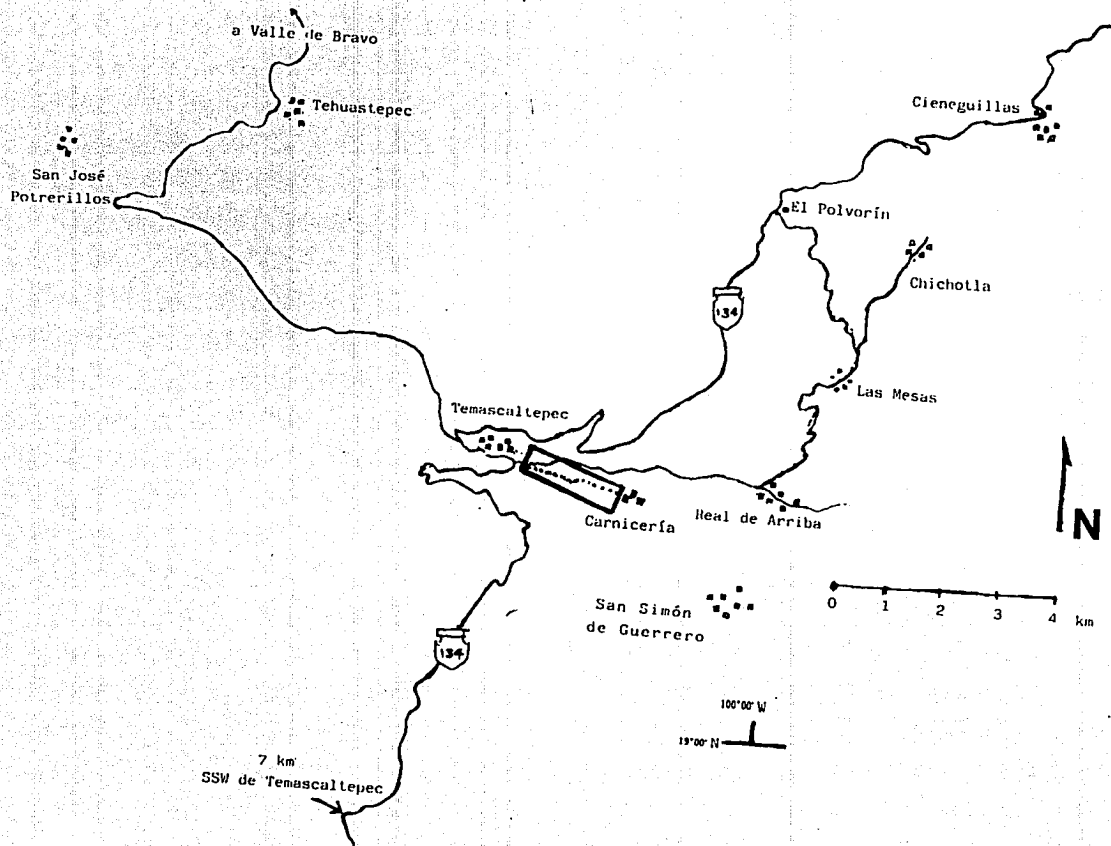 a Valle de Bravo
Tehuastepec
Cieneguillas
San José
Potrerillos
El Polvorín
Chichotla
134
Las Mesas
Temascaltepec
Carnicería
Real de Arriba
N
San Simón
de Guerrero
0 1 2 3 4 km
134
100°00' W
19°00' N
7 km
SSW de Temascaltepec